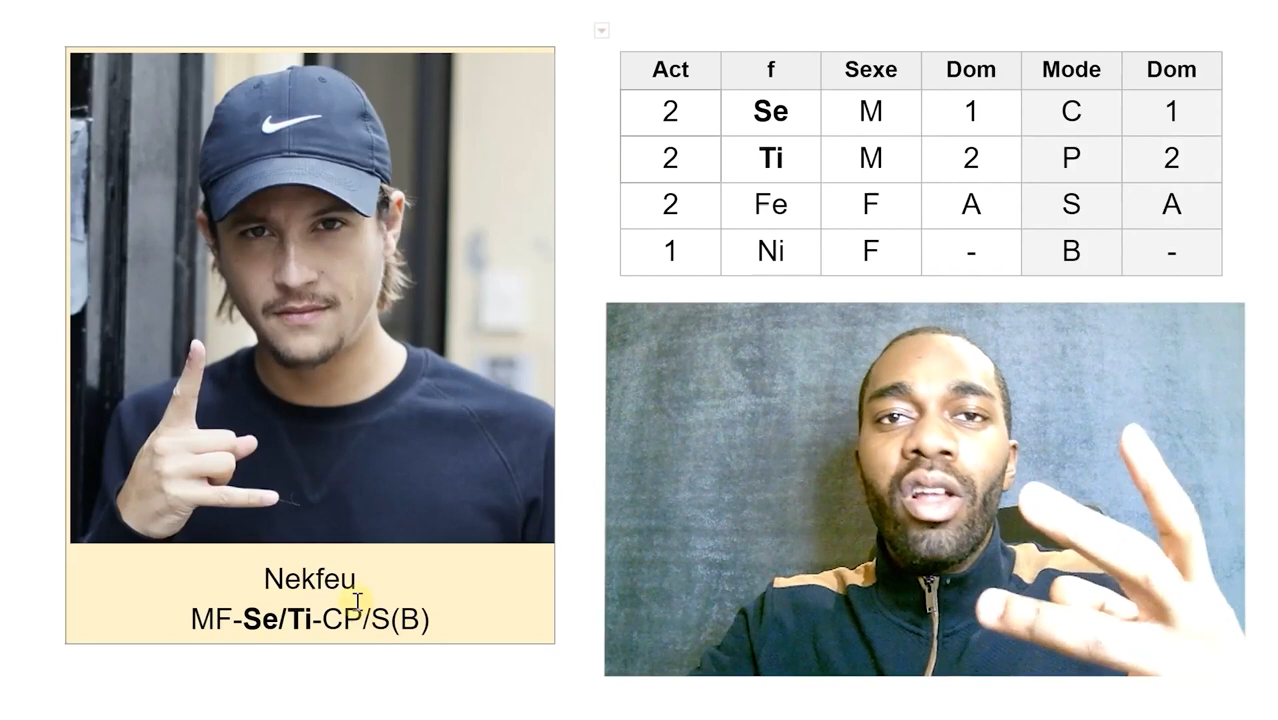 Nekfeu
MF-Se/Ti-CP/S(B)
Act f Sexe Dom Mode Dom
2 Se M 1 C 1
2 Ti M 2 P 2
2 Fe F A S A
1 Ni F - B -